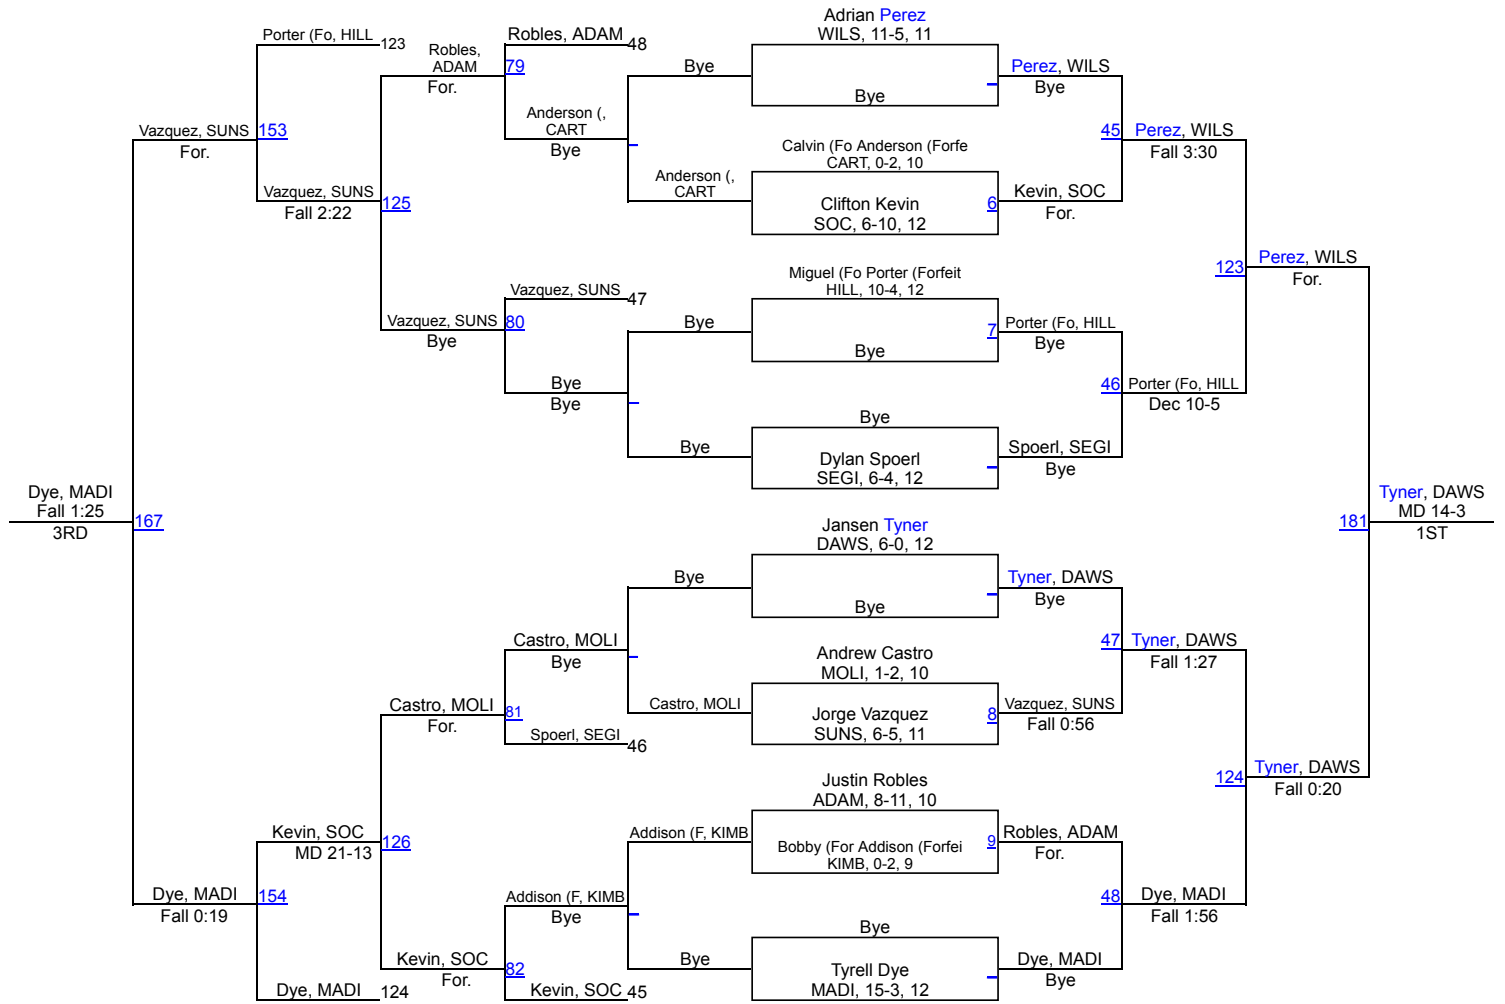 Adrian Perez
WILS, 11-5, 11
Bye
Calvin (Fo Anderson (Forfe
CART, 0-2, 10
Clifton Kevin
SOC, 6-10, 12
6
Miguel (Fo Porter (Forfeit
HILL, 10-4, 12
7
Bye
Bye
Dylan Spoerl
SEGI, 6-4, 12
Jansen Tyner
DAWS, 6-0, 12
Bye
Andrew Castro
MOLI, 1-2, 10
Jorge Vazquez
SUNS, 6-5, 11
8
Justin Robles
ADAM, 8-11, 10
Bobby (For Addison (Forfei
KIMB, 0-2, 9
9
Bye
Tyrell Dye
MADI, 15-3, 12
Perez, WILS
Bye
Kevin, SOC
For.
Porter (Fo, HILL
Bye
Spoerl, SEGI
Bye
Tyner, DAWS
Bye
Vazquez, SUNS
Fall 0:56
Robles, ADAM
For.
Dye, MADI
Bye
45
Perez, WILS
Fall 3:30
46
Porter (Fo, HILL
Dec 10-5
47
Tyner, DAWS
Fall 1:27
48
Dye, MADI
Fall 1:56
123
Perez, WILS
For.
124
Tyner, DAWS
Fall 0:20
181
Tyner, DAWS
MD 14-3
1ST
Bye
Anderson (,
CART
Bye
Bye
Bye
Castro, MOLI
Addison (F, KIMB
Bye
Robles, ADAM
48
Anderson (,
CART
Bye
Vazquez, SUNS
47
Bye
Bye
Castro, MOLI
Bye
Spoerl, SEGI
46
Addison (F, KIMB
Bye
Kevin, SOC
45
Robles,
ADAM
For.
79
Vazquez, SUNS
Bye
80
Castro, MOLI
For.
81
Kevin, SOC
For.
82
Porter (Fo, HILL
123
Vazquez, SUNS
Fall 2:22
125
Kevin, SOC
MD 21-13
126
Dye, MADI
124
Vazquez, SUNS
For.
153
Dye, MADI
Fall 0:19
154
Dye, MADI
Fall 1:25
3RD
167